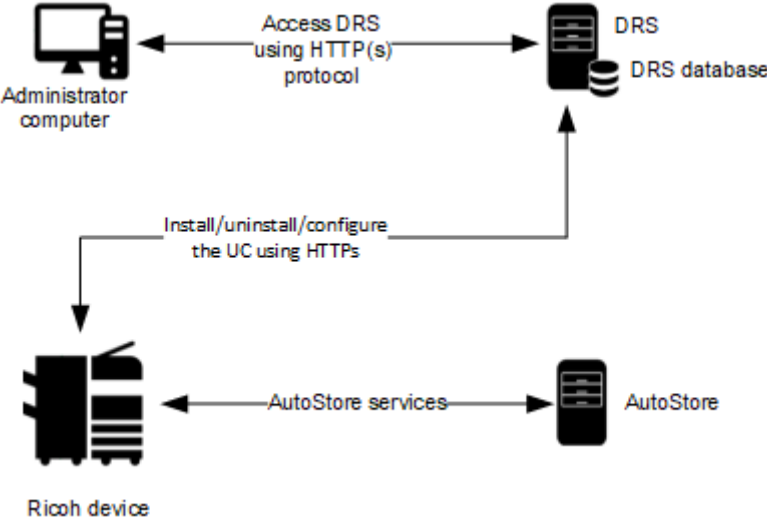 Access DRS
using HTTP(s)
protocol
DRS
DRS database
Administrator
computer
Install/uninstall/configure
the UC using HTTPs
AutoStore services
AutoStore
Ricoh device